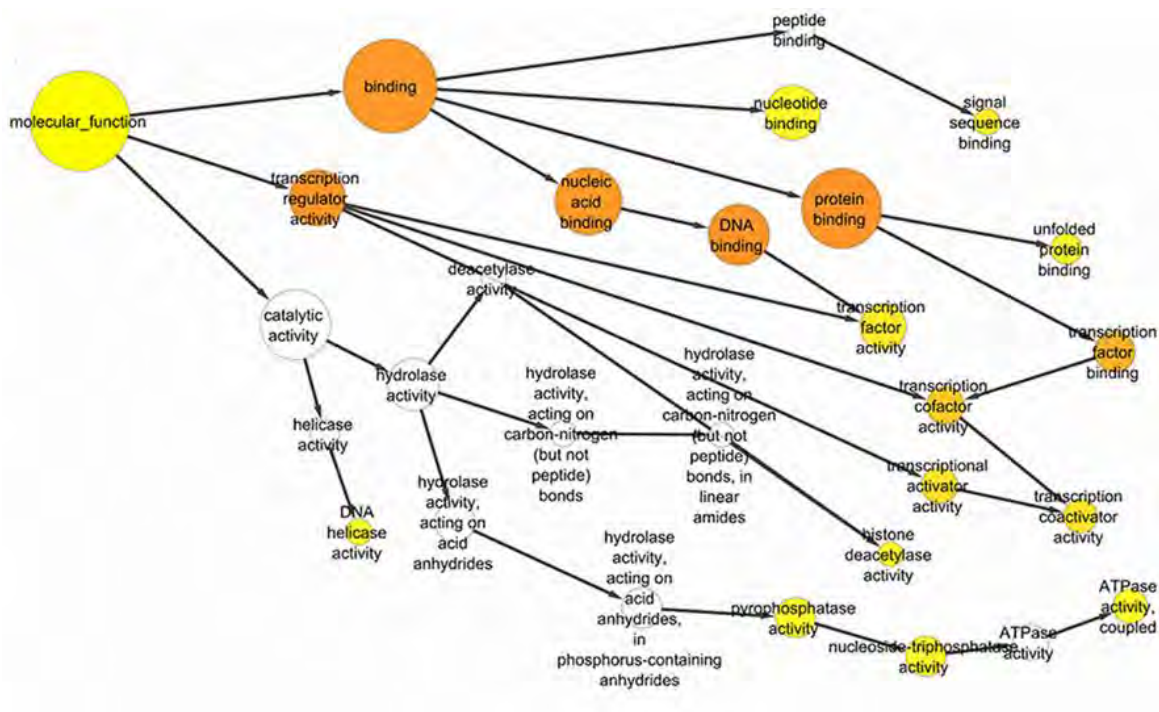 peptide
binding
binding
molecular_function
nucleotide
binding
signal
sequence
binding
transcription
regulator
activity
nucleic
acid
binding
protein
binding
DNA
binding
unfolded
protein
binding
deacetylase
activity
catalytic
activity
transcription
factor
activity
transcription
factor
binding
hydrolase
activity
hydrolase
activity,
acting on
carbon-nitrogen
(but not
peptide)
bonds
hydrolase
activity,
acting on
carbon-nitrogen
(but not
peptide)
bonds, in
linear
amides
transcription
cofactor
activity
helicase
activity
transcriptional
activator
activity
transcription
coactivator
activity
DNA
helicase
activity
hydrolase
activity,
acting on
acid
anhydrides
histone
deacetylase
activity
hydrolase
activity,
acting on
acid
anhydrides,
in
phosphorus-containing
anhydrides
pyrophosphatase
activity
nucleoside-triphosphatase
activity
ATPase
activity
ATPase
activity,
coupled